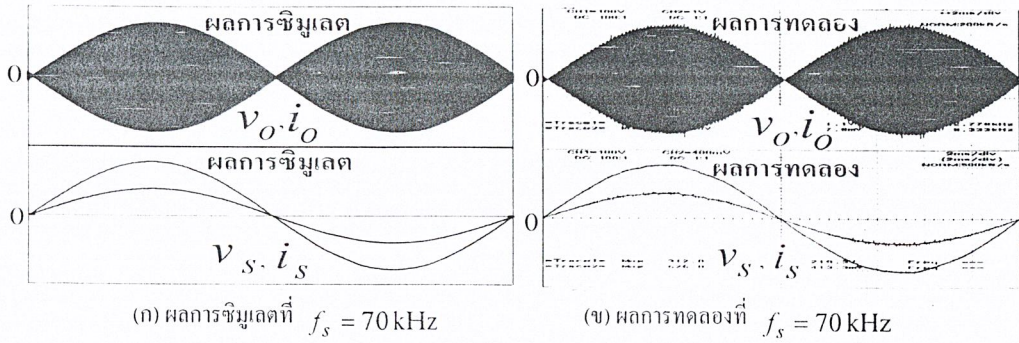 ผลการซิมูเลต
0
v_O, i_O
ผลการซิมูเลต
0
v_S, i_S
(ก) ผลการซิมูเลตที่ f_s = 70 kHz
ผลการทดลอง
0
v_O, i_O
ผลการทดลอง
0
v_S, i_S
(ข) ผลการทดลองที่ f_s = 70 kHz